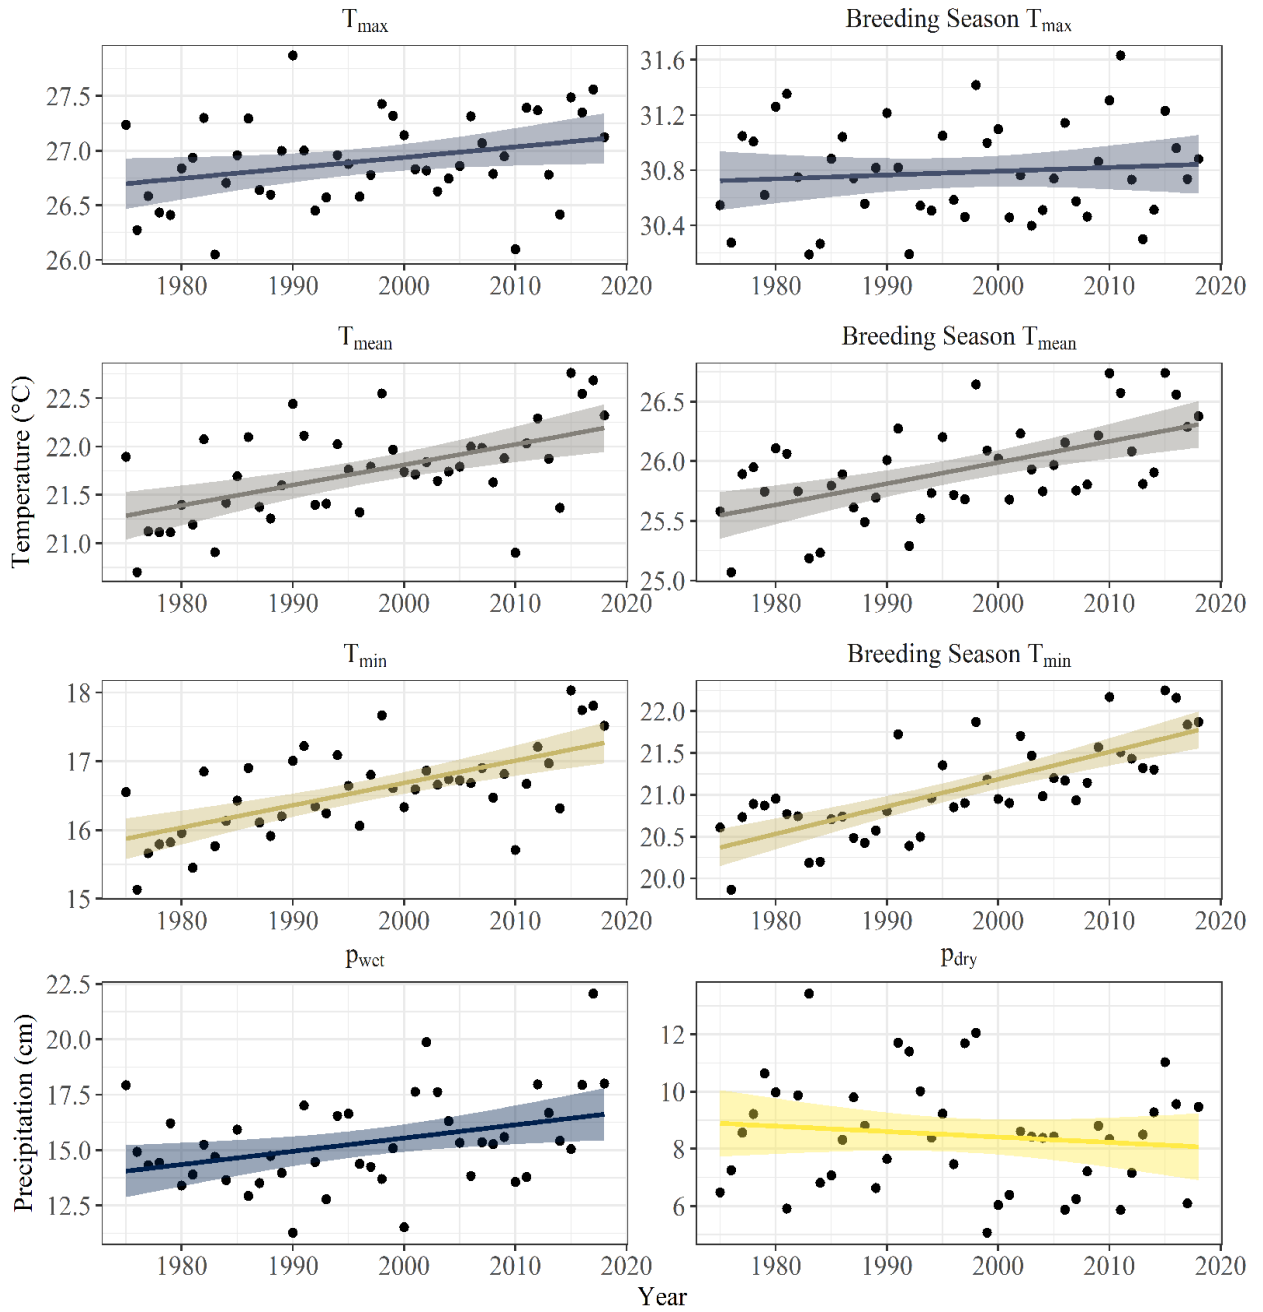 Tmax
27.5
27.0
26.5
26.0
1980 1990 2000 2010 2020
Breeding Season Tmax
31.6
31.2
30.8
30.4
1980 1990 2000 2010 2020
Temperature (°C)
Tmean
22.5
22.0
21.5
21.0
1980 1990 2000 2010 2020
Breeding Season Tmean
26.5
26.0
25.5
25.0
1980 1990 2000 2010 2020
Tmin
18
17
16
15
1980 1990 2000 2010 2020
Breeding Season Tmin
22.0
21.5
21.0
20.5
20.0
1980 1990 2000 2010 2020
Precipitation (cm)
pwet
22.5
20.0
17.5
15.0
12.5
1980 1990 2000 2010 2020
pdry
12
10
8
6
1980 1990 2000 2010 2020
Year